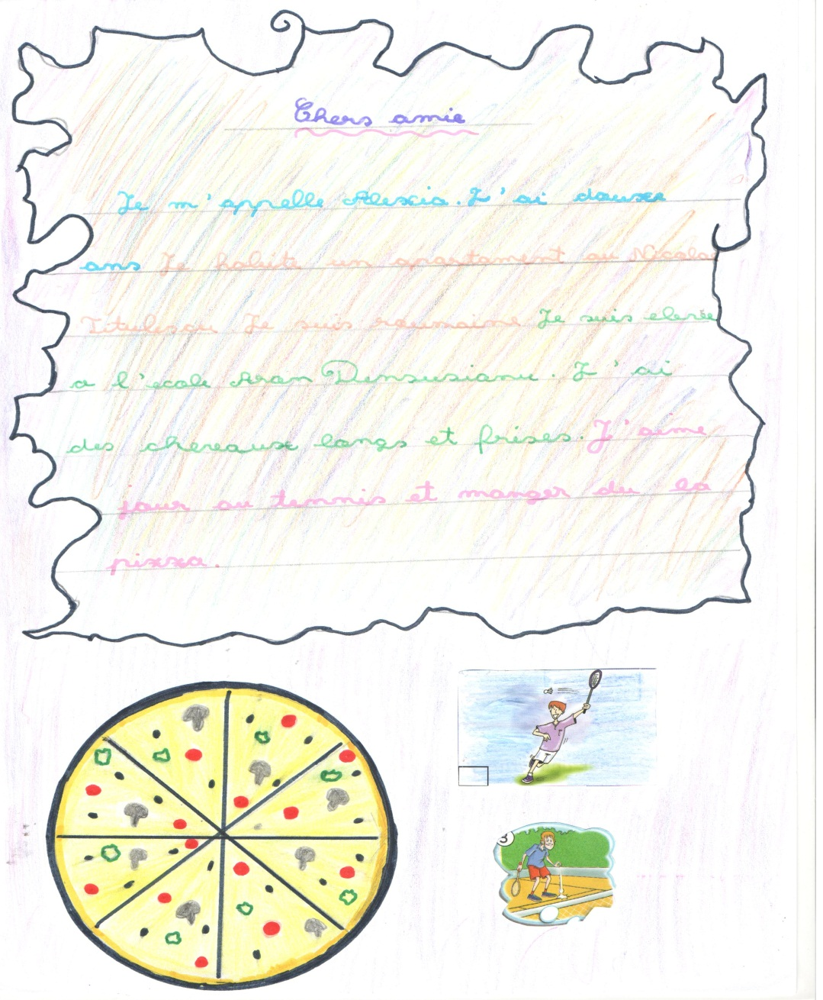 Chers amie
Je m'appelle Alexia. J'ai douxe
ans Je habite un apartament au Nicolae
Titulescu Je suis roumaine Je suis elevée
a l'ecole Aran Densusianu. J'ai
des cheveaux longs et frises. J'aime
jouer au tennis et manger du la
pizza.
3